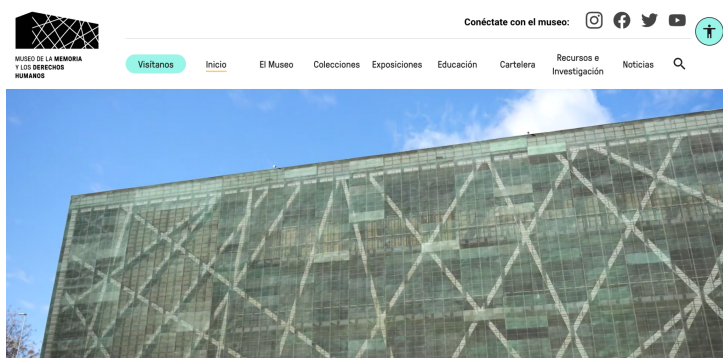 Conéctate con el museo:
MUSEO DE LA MEMORIA
Y LOS DERECHOS
HUMANOS
Visítanos
Inicio
El Museo
Colecciones
Exposiciones
Educación
Cartelera
Recursos e
Investigación
Noticias